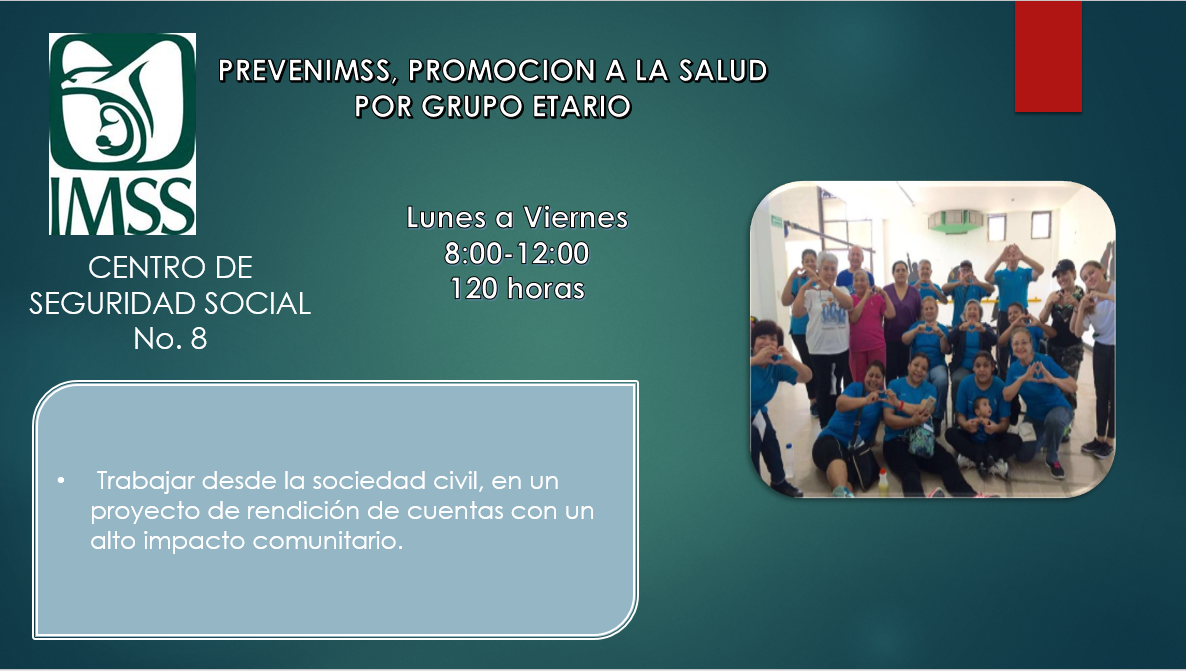 IMSS
PREVENIMSS, PROMOCION A LA SALUD
POR GRUPO ETARIO
Lunes a Viernes
8:00-12:00
120 horas
CENTRO DE
SEGURIDAD SOCIAL
No. 8
• Trabajar desde la sociedad civil, en un
proyecto de rendición de cuentas con un
alto impacto comunitario.